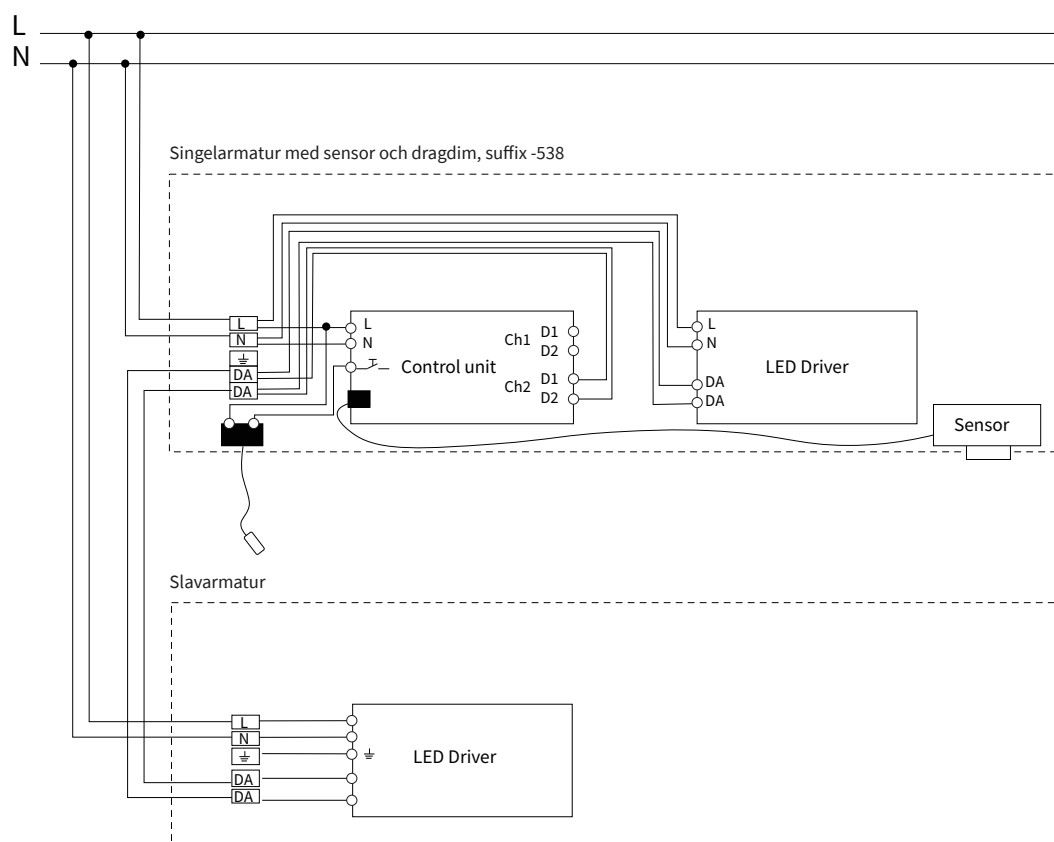 L
N
Singelarmatur med sensor och dragdim, suffix -538
L
N
DA
DA
L
N
Control unit
Ch1
D1
D2
Ch2
D1
D2
L
N
DA
DA
LED Driver
Sensor
Slavarmatur
L
N
DA
DA
LED Driver